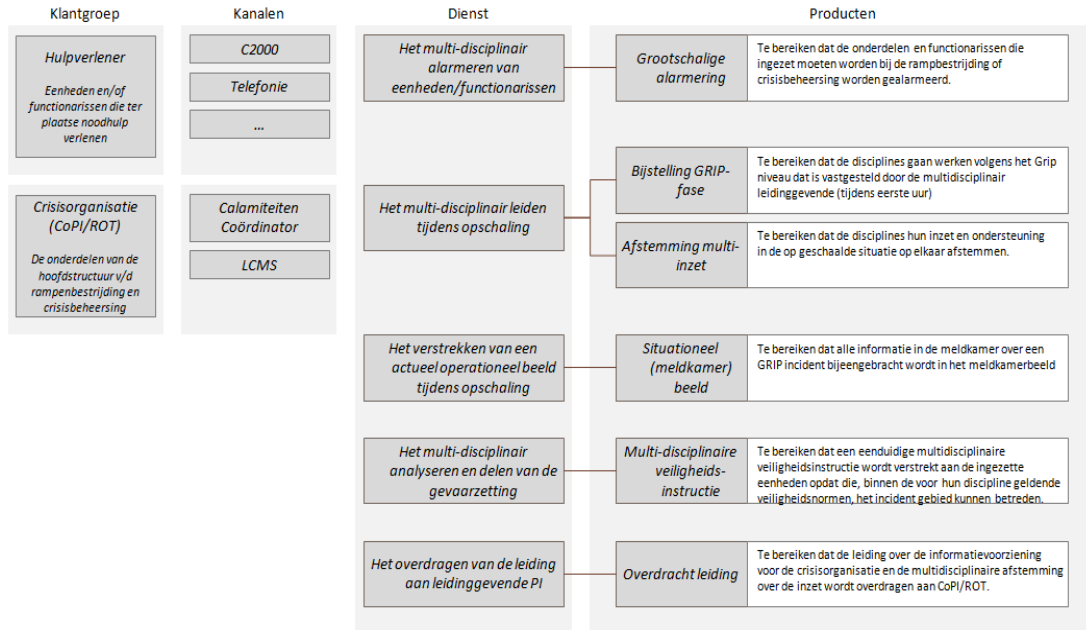 Klantgroep
Kanalen
Dienst
Producten
Hulpverlener
Eenheden en/of
functionarissen die ter
plaatse noodhulp
verlenen
Crisisorganisatie
(CoPI/ROT)
De onderdelen van de
hoofdstructuur v/d
rampenbestrijding en
crisisbeheersing
C2000
Telefonie
...
Calamiteiten
Coördinator
LCMS
Het multi-disciplinair
alarmeren van
eenheden/functionarissen
Grootschalige
alarmering
Te bereiken dat de onderdelen en functionarissen die
ingezet moeten worden bij de rampbestrijding of
crisisbeheersing worden gealarmeerd.
Het multi-disciplinair leiden
tijdens opschaling
Bijstelling GRIP-
fase
Te bereiken dat de disciplines gaan werken volgens het Grip
niveau dat is vastgesteld door de multidisciplinair
leidinggevende (tijdens eerste uur)
Afstemming multi-
inzet
Te bereiken dat de disciplines hun inzet en ondersteuning
in de op geschaalde situatie op elkaar afstemmen.
Het verstrekken van een
actueel operationeel beeld
tijdens opschaling
Situationeel
(meldkamer)
beeld
Te bereiken dat alle informatie in de meldkamer over een
GRIP incident bijeengebracht wordt in het meldkamerbeeld
Het multi-disciplinair
analyseren en delen van de
gevaarzetting
Multi-disciplinaire
veiligheids-
instructie
Te bereiken dat een eenduidige multidisciplinaire
veiligheidsinstructie wordt verstrekt aan de ingezette
eenheden opdat die, binnen de voor hun discipline geldende
veiligheidsnormen, het incident gebied kunnen betreden.
Het overdragen van de leiding
aan leidinggevende PI
Overdracht leiding
Te bereiken dat de leiding over de informatievoorziening
voor de crisisorganisatie en de multidisciplinaire afstemming
over de inzet wordt overdragen aan CoPI/ROT.